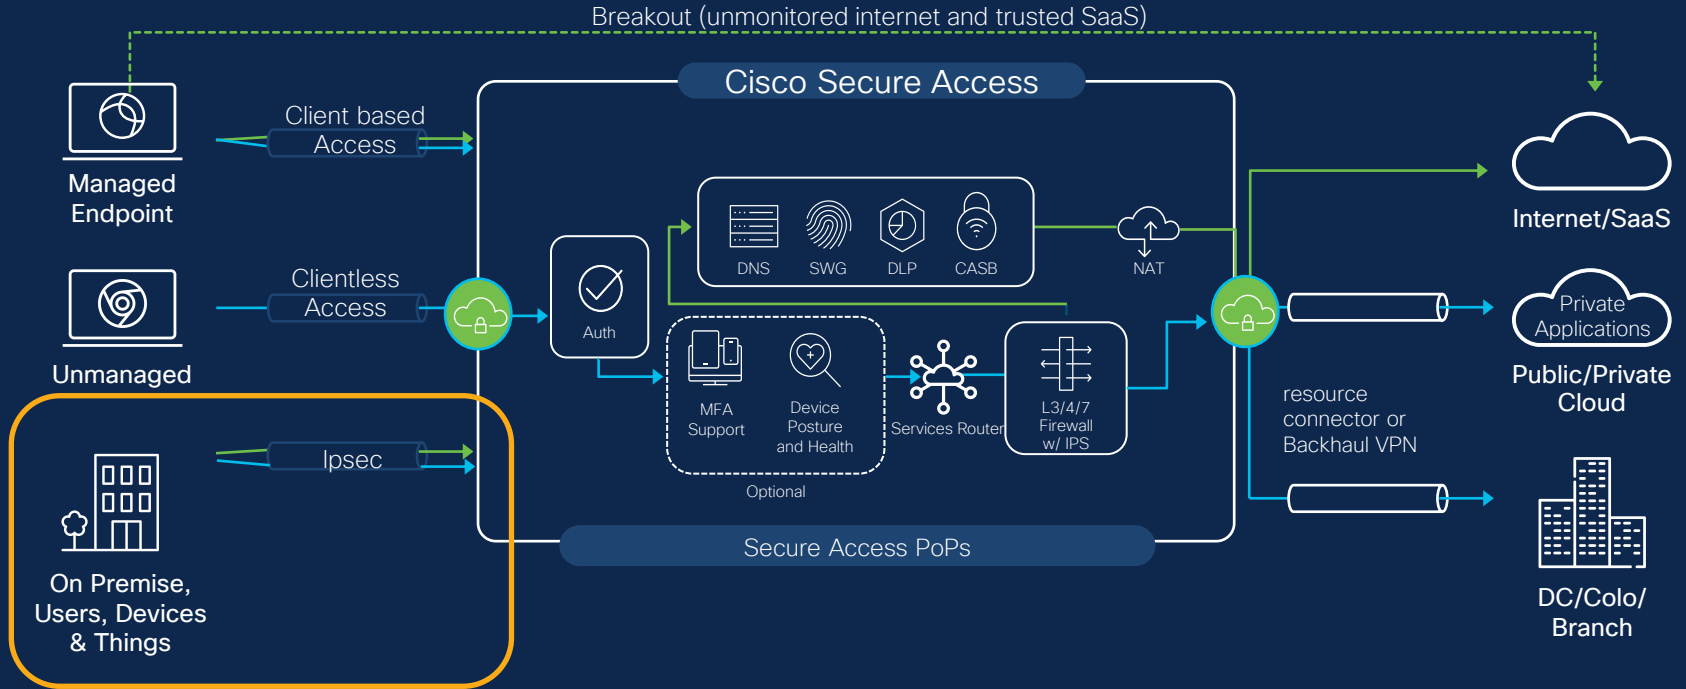 Breakout (unmonitored internet and trusted SaaS)
Cisco Secure Access
Managed
Endpoint
Client based
Access
Unmanaged
Clientless
Access
On Premise,
Users, Devices
& Things
Ipsec
Auth
DNS
SWG
DLP
CASB
NAT
MFA
Support
Device
Posture
and Health
Optional
Services Router
L3/4/7
Firewall
w/ IPS
Secure Access PoPs
Internet/SaaS
Private
Applications
Public/Private
Cloud
resource
connector or
Backhaul VPN
DC/Colo/
Branch